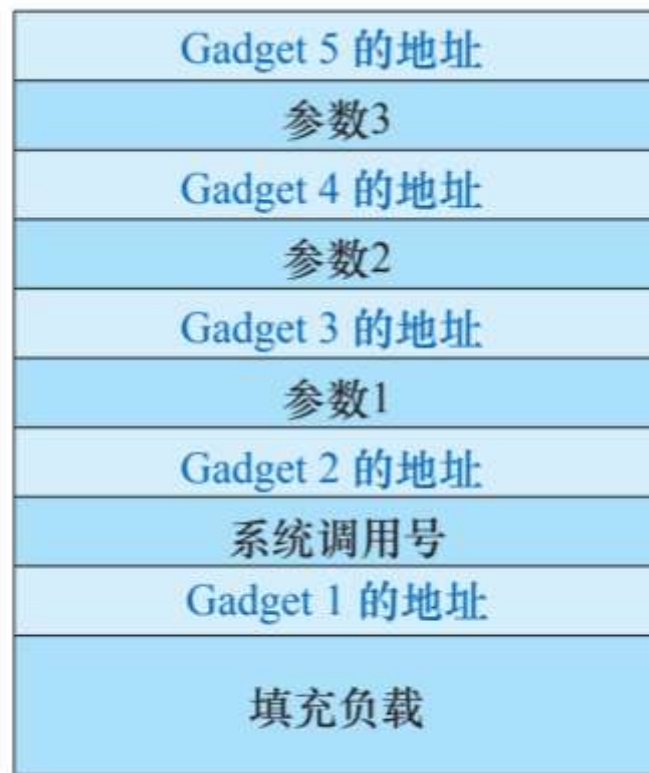 Gadget 5 的地址
参数3
Gadget 4 的地址
参数2
Gadget 3 的地址
参数1
Gadget 2 的地址
系统调用号
Gadget 1 的地址
填充负载